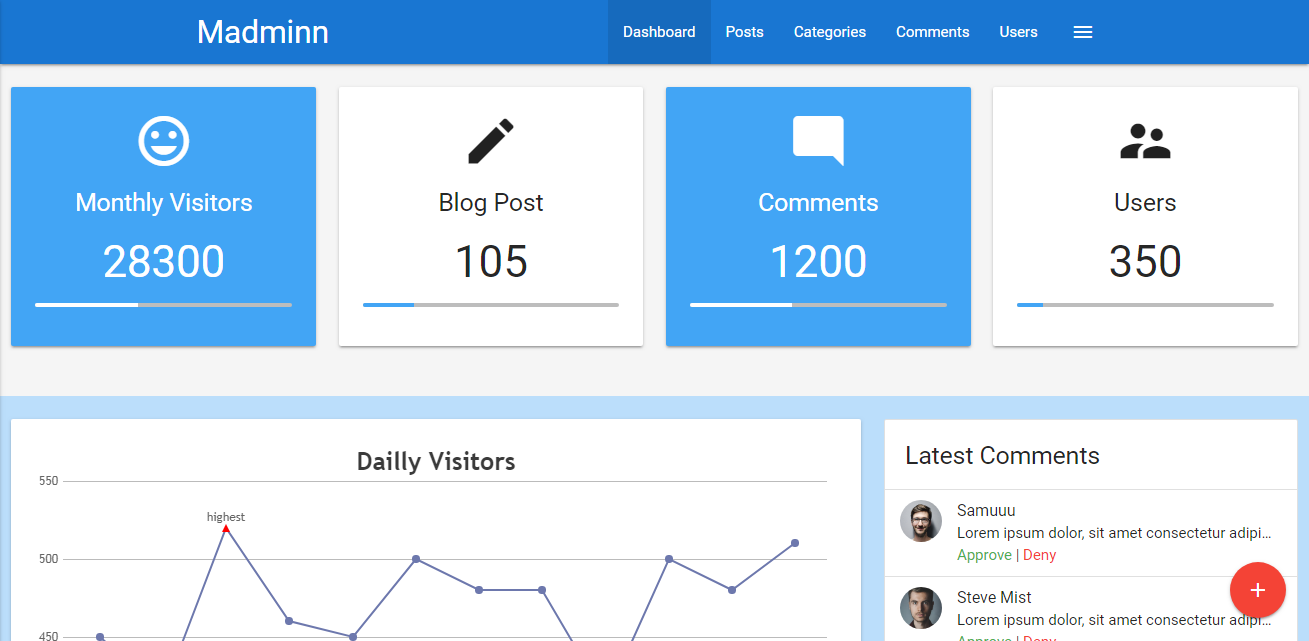 Madminn
Dashboard Posts Categories Comments Users
Monthly Visitors
28300
Blog Post
105
Comments
1200
Users
350
Dailly Visitors
550
highest
500
450
Latest Comments
Samuuu
Lorem ipsum dolor, sit amet consectetur adipi...
Approve | Deny
Steve Mist
Lorem ipsum dolor, sit amet consectetur adipi...
Approve | Deny
+